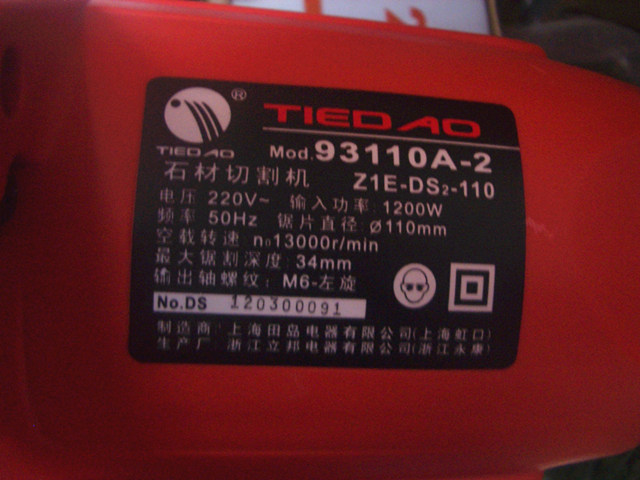 ®
TIEDAO
TIEDAO
Mod.93110A-2
石材切割机 Z1E-DS2-110
电压 220V~ 输入功率: 1200W
频率 50Hz 锯片直径: ø110mm
空载转速 n₀13000r/min
最大锯割深度: 34mm
输出轴螺纹: M6-左旋
No.DS 120300091
制造商: 上海田岛电器有限公司(上海虹口)
生产厂: 浙江立邦电器有限公司(浙江永康)